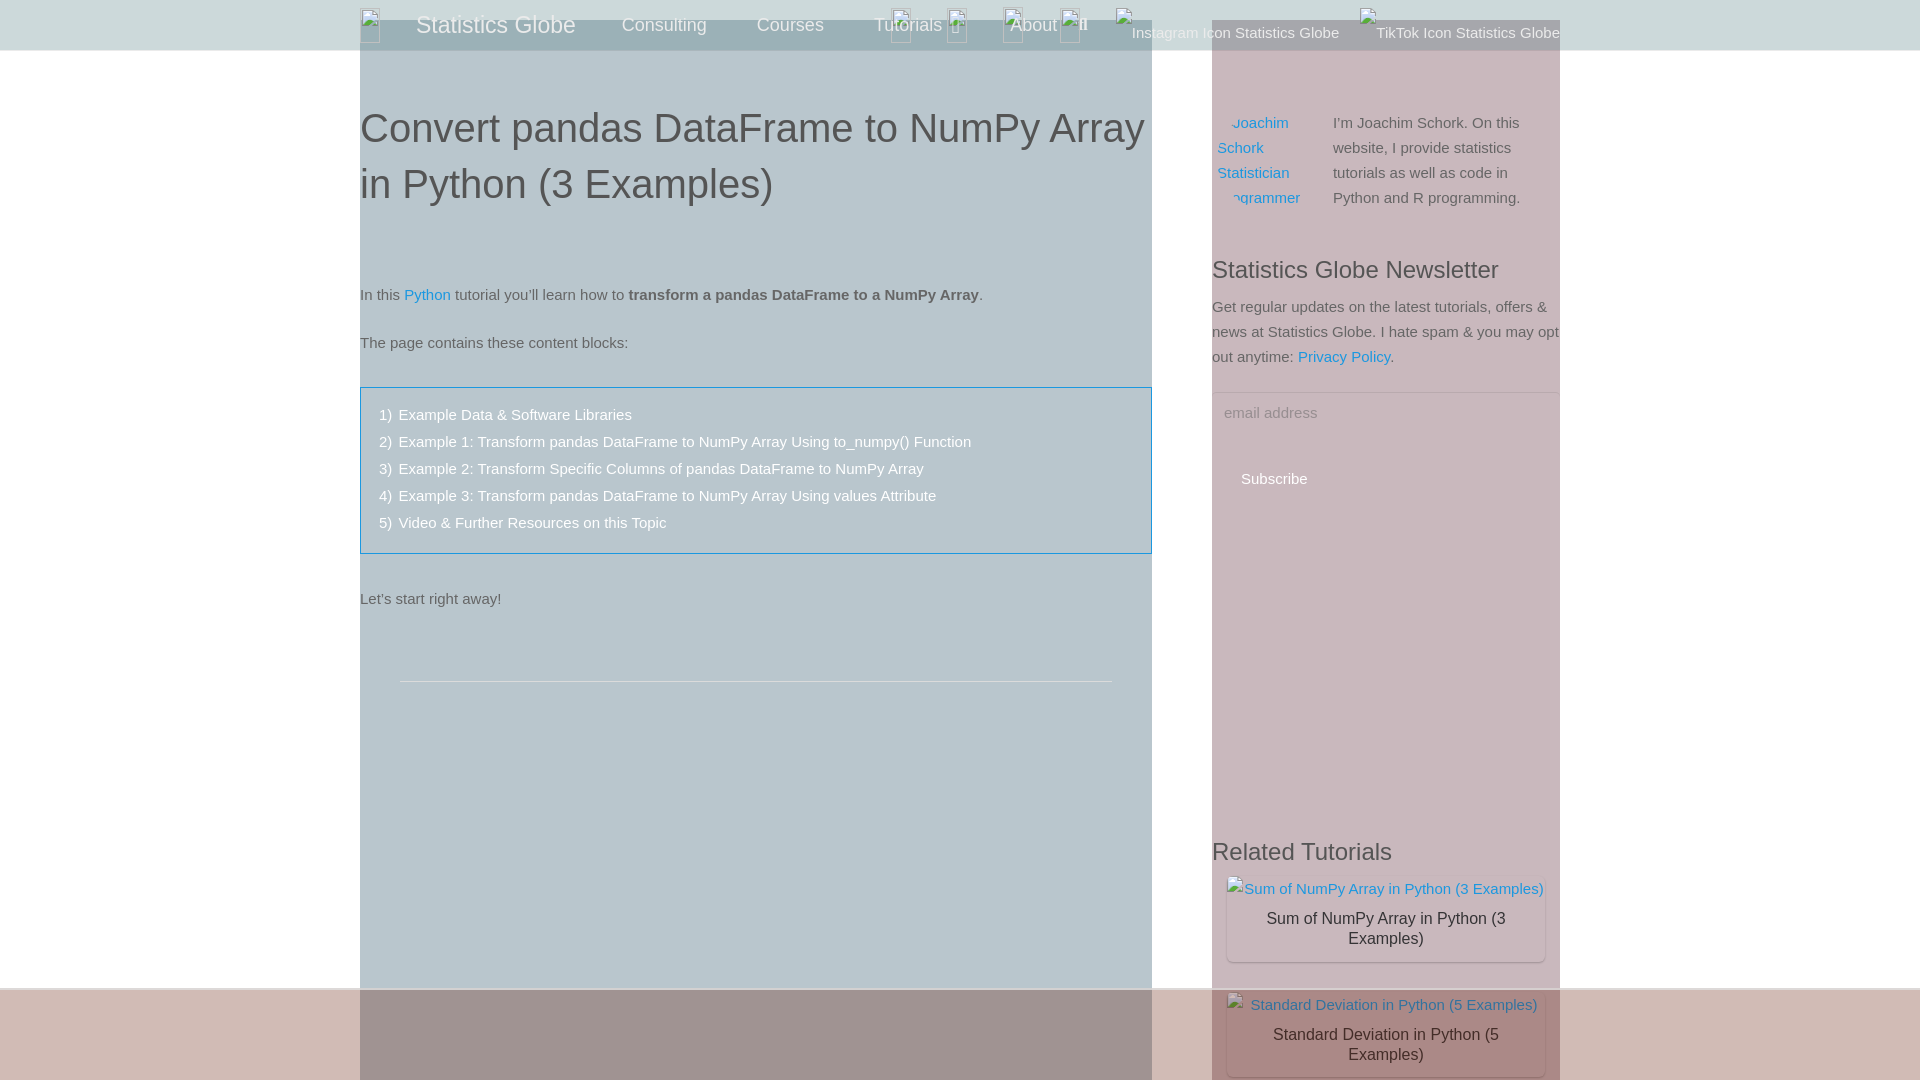 Statistics Globe
Consulting
Courses
Tutorials
About
Instagram Icon Statistics Globe
TikTok Icon Statistics Globe
Convert pandas DataFrame to NumPy Array
in Python (3 Examples)
In this Python tutorial you’ll learn how to transform a pandas DataFrame to a NumPy Array.
The page contains these content blocks:
1) Example Data & Software Libraries
2) Example 1: Transform pandas DataFrame to NumPy Array Using to_numpy() Function
3) Example 2: Transform Specific Columns of pandas DataFrame to NumPy Array
4) Example 3: Transform pandas DataFrame to NumPy Array Using values Attribute
5) Video & Further Resources on this Topic
Let’s start right away!
Joachim
Schork
Statistician
ogrammer
I’m Joachim Schork. On this
website, I provide statistics
tutorials as well as code in
Python and R programming.
Statistics Globe Newsletter
Get regular updates on the latest tutorials, offers &
news at Statistics Globe. I hate spam & you may opt
out anytime: Privacy Policy.
email address
Subscribe
Related Tutorials
Sum of NumPy Array in Python (3 Examples)
Sum of NumPy Array in Python (3
Examples)
Standard Deviation in Python (5 Examples)
Standard Deviation in Python (5
Examples)